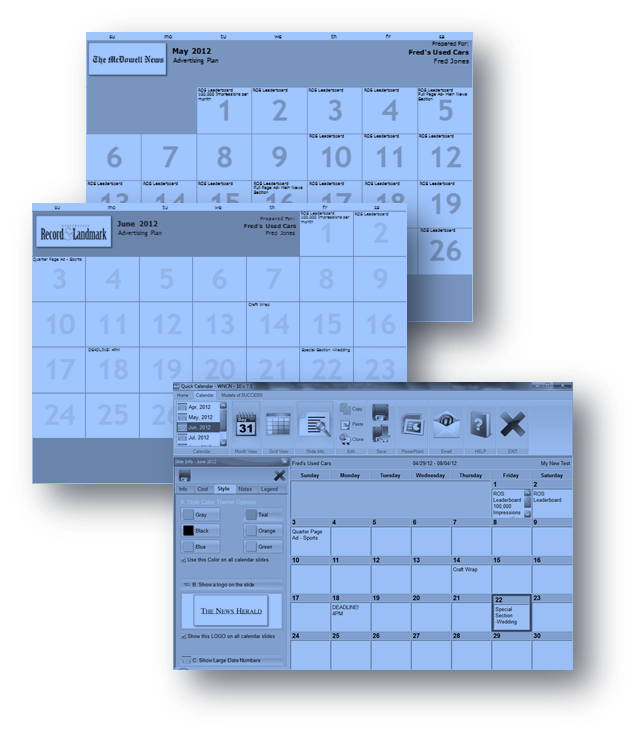 su mo tu we th fr sa
The McDowell News
May 2012
Advertising Plan
Prepared For:
Fred's Used Cars
Fred Jones
ROS Leaderboard
100,000 Impressions per
month
ROS Leaderboard
ROS Leaderboard
ROS Leaderboard
ROS Leaderboard
Full Page Ad- Main News
Section
1 2 3 4 5
ROS Leaderboard ROS Leaderboard ROS Leaderboard
6 7 8 9 10 11 12
ROS Leaderboard ROS Leaderboard ROS Leaderboard ROS Leaderboard
Full Page Ad- Main News
Section
ROS Leaderboard ROS Leaderboard
13 14 15 16 17 18 19
ROS Leaderboard
26
su mo tu we th fr sa
Record & Landmark
June 2012
Advertising Plan
Prepared For:
Fred's Used Cars
Fred Jones
ROS Leaderboard
100,000 Impressions per
month
ROS Leaderboard
1 2
Quarter Page Ad - Sports
3 4 5 6 7 8 9
Craft Wrap
10 11 12 13 14 15 16
DEADLINE! 4PM
Special Section -Wedding
17 18 19 20 21 22 23
24 25
Quick Calendar - WNCN - 10 x 7.5
Home Calendar Models of SUCCESS!
Apr, 2012
May, 2012
Jun, 2012
Jul, 2012
31
Copy
Paste
Clone
Calendar Month View Grid View Slide Info Edit Save PowerPoint Email HELP EXIT
Slide Info - June 2012
Info Cost Style Notes Legend
A: Style Color Theme Options
Gray Teal
Black Orange
Blue Green
Use this Color on all calendar slides
B: Show a logo on the slide
The News Herald
Show this LOGO on all calendar slides
C: Show Large Date Numbers
Fred's Used Cars 04/29/12 - 08/04/12 My New Test
Sunday Monday Tuesday Wednesday Thursday Friday Saturday
1 2
ROS
Leaderboard
100,000
Impressions
ROS
Leaderboard
3 4 5 6 7 8 9
Quarter Page
Ad - Sports
10 11 12 13 14 15 16
Craft Wrap
17 18 19 20 21 22 23
DEADLINE!
4PM
Special
Section
-Wedding
24 25 26 27 28 29 30